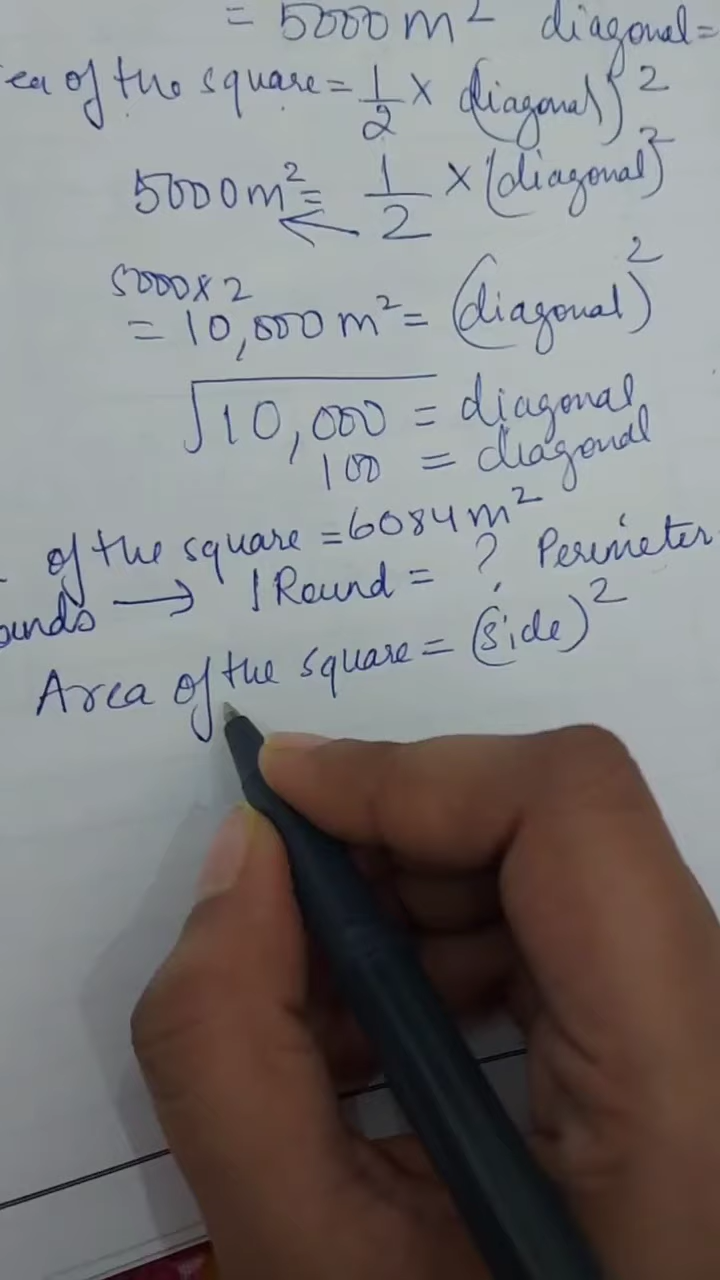 = 5000 m² diagonal =
ea of the square = 1/2 × (diagonal)²
5000 m² = 1/2 × (diagonal)²
5000 × 2
= 10,000 m² = (diagonal)²
√10,000 = diagonal
100 = diagonal
of the square = 6084 m²
ounds → 1 Round = ? Perimeter
Area of the square = (side)²